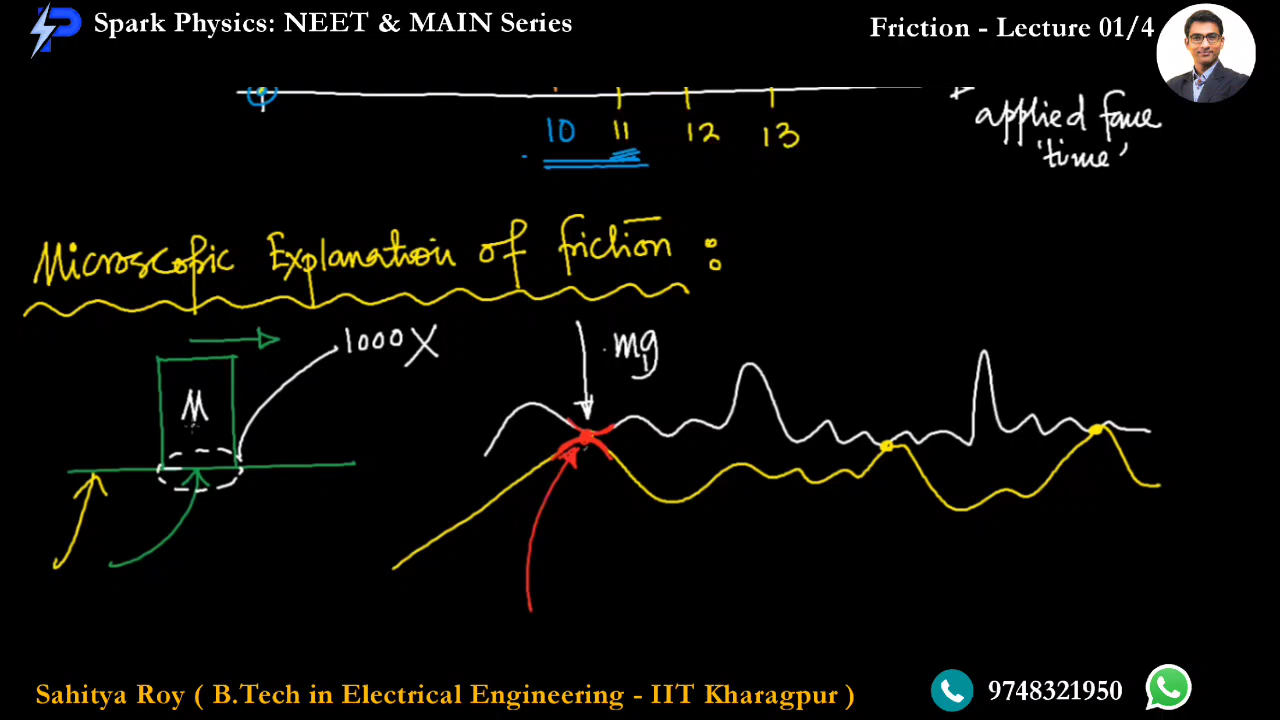 Spark Physics: NEET & MAIN Series
Friction - Lecture 01/4
10 11 12 13
applied force
'time'
Microscopic Explanation of friction :
1000 X
mg
M
Sahitya Roy ( B.Tech in Electrical Engineering - IIT Kharagpur )
9748321950